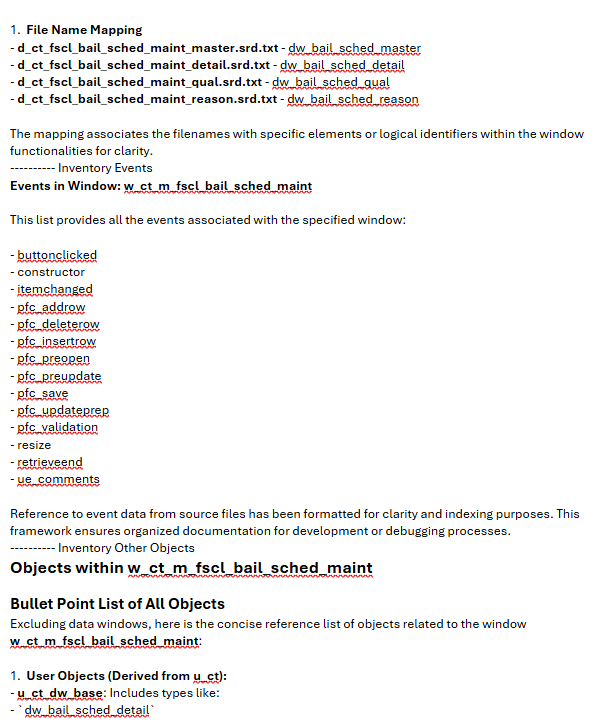 1. File Name Mapping
- d_ct_fscl_bail_sched_maint_master.srd.txt - dw_bail_sched_master
- d_ct_fscl_bail_sched_maint_detail.srd.txt - dw_bail_sched_detail
- d_ct_fscl_bail_sched_maint_qual.srd.txt - dw_bail_sched_qual
- d_ct_fscl_bail_sched_maint_reason.srd.txt - dw_bail_sched_reason
The mapping associates the filenames with specific elements or logical identifiers within the window
functionalities for clarity.
---------- Inventory Events
Events in Window: w_ct_m_fscl_bail_sched_maint
This list provides all the events associated with the specified window:
- buttonclicked
- constructor
- itemchanged
- pfc_addrow
- pfc_deleterow
- pfc_insertrow
- pfc_preopen
- pfc_preupdate
- pfc_save
- pfc_updateprep
- pfc_validation
- resize
- retrieveend
- ue_comments
Reference to event data from source files has been formatted for clarity and indexing purposes. This
framework ensures organized documentation for development or debugging processes.
---------- Inventory Other Objects
Objects within w_ct_m_fscl_bail_sched_maint
Bullet Point List of All Objects
Excluding data windows, here is the concise reference list of objects related to the window
w_ct_m_fscl_bail_sched_maint:
1. User Objects (Derived from u_ct):
- u_ct_dw_base: Includes types like:
- `dw_bail_sched_detail`